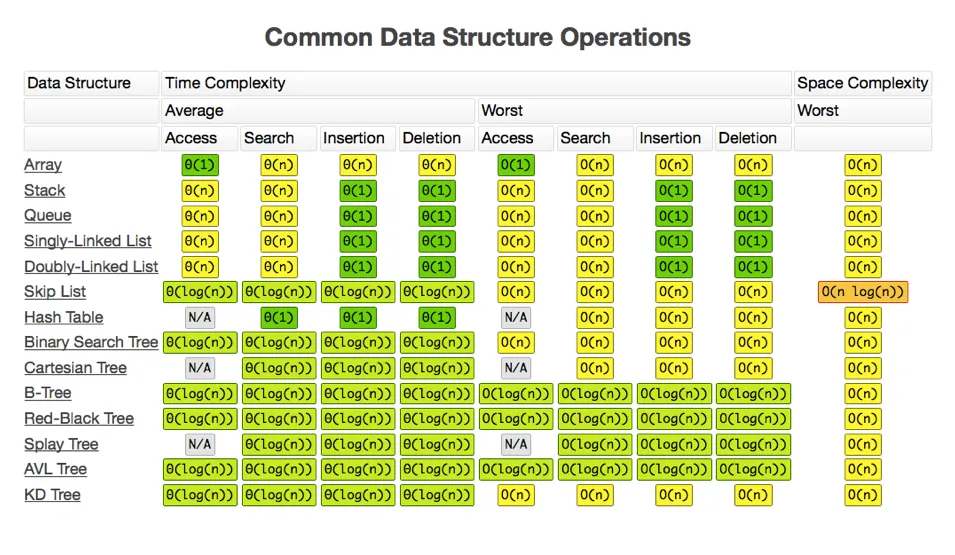 Common Data Structure Operations
Data Structure Time Complexity Space Complexity
Average Worst Worst
Access Search Insertion Deletion Access Search Insertion Deletion
Array Θ(1) Θ(n) Θ(n) Θ(n) O(1) O(n) O(n) O(n) O(n)
Stack Θ(n) Θ(n) Θ(1) Θ(1) O(n) O(n) O(1) O(1) O(n)
Queue Θ(n) Θ(n) Θ(1) Θ(1) O(n) O(n) O(1) O(1) O(n)
Singly-Linked List Θ(n) Θ(n) Θ(1) Θ(1) O(n) O(n) O(1) O(1) O(n)
Doubly-Linked List Θ(n) Θ(n) Θ(1) Θ(1) O(n) O(n) O(1) O(1) O(n)
Skip List Θ(log(n)) Θ(log(n)) Θ(log(n)) Θ(log(n)) O(n) O(n) O(n) O(n) O(n log(n))
Hash Table N/A Θ(1) Θ(1) Θ(1) N/A O(n) O(n) O(n) O(n)
Binary Search Tree Θ(log(n)) Θ(log(n)) Θ(log(n)) Θ(log(n)) O(n) O(n) O(n) O(n) O(n)
Cartesian Tree N/A Θ(log(n)) Θ(log(n)) Θ(log(n)) N/A O(n) O(n) O(n) O(n)
B-Tree Θ(log(n)) Θ(log(n)) Θ(log(n)) Θ(log(n)) O(log(n)) O(log(n)) O(log(n)) O(log(n)) O(n)
Red-Black Tree Θ(log(n)) Θ(log(n)) Θ(log(n)) Θ(log(n)) O(log(n)) O(log(n)) O(log(n)) O(log(n)) O(n)
Splay Tree N/A Θ(log(n)) Θ(log(n)) Θ(log(n)) N/A O(log(n)) O(log(n)) O(log(n)) O(n)
AVL Tree Θ(log(n)) Θ(log(n)) Θ(log(n)) Θ(log(n)) O(log(n)) O(log(n)) O(log(n)) O(log(n)) O(n)
KD Tree Θ(log(n)) Θ(log(n)) Θ(log(n)) Θ(log(n)) O(n) O(n) O(n) O(n) O(n)